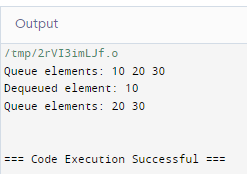 Output
/tmp/2rVI3imLJf.o
Queue elements: 10 20 30
Dequeued element: 10
Queue elements: 20 30
=== Code Execution Successful ===